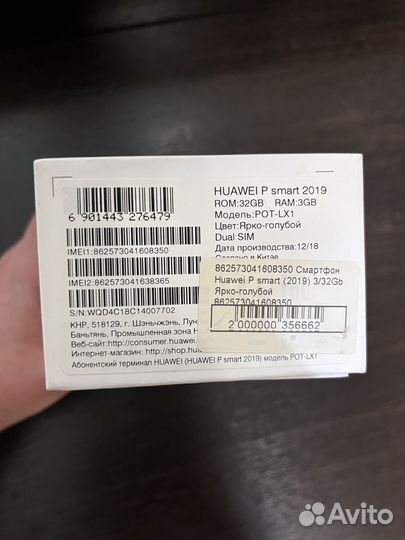 HUAWEI P smart 2019
ROM:32GB RAM:3GB
Модель:POT-LX1
Цвет:Ярко-голубой
Dual SIM
Дата производства:12/18
Сделано в Китае
6 901443 276479
IMEI1:862573041608350
IMEI2:862573041638365
S/N:WQD4C18C14007702
КНР, 518129, г. Шэньчжэнь, Лун
Баньтянь, Промышленная зона Н
Веб-сайт:http://consumer.huawei
Интернет-магазин: http://shop.hu
Абонентский терминал HUAWEI (HUAWEI P smart 2019) модель POT-LX1
862573041608350 Смартфон
Huawei P smart (2019) 3/32Gb
Ярко-голубой
862573041608350
2 000000 356662
Avito